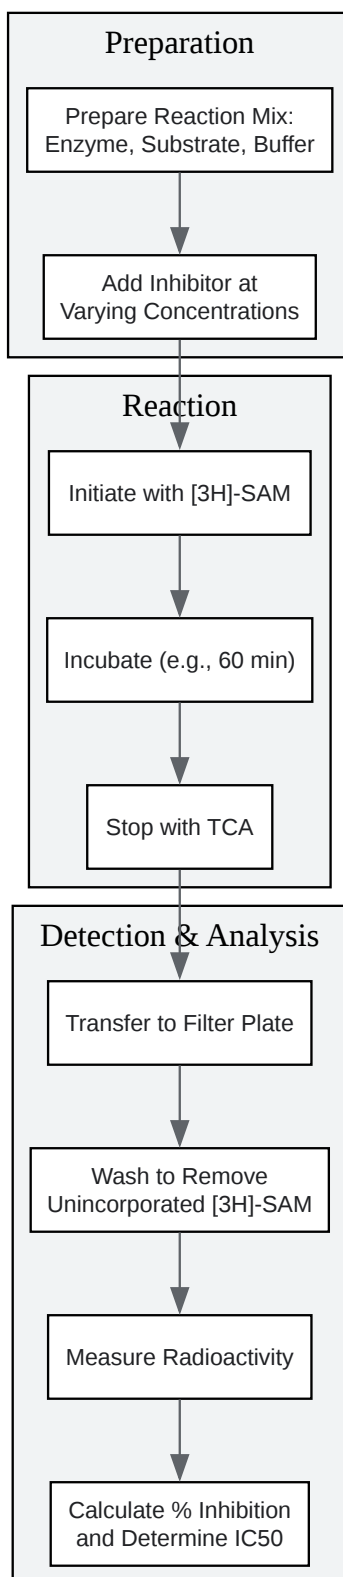 Preparation
Prepare Reaction Mix:
Enzyme, Substrate, Buffer
Add Inhibitor at
Varying Concentrations
Reaction
Initiate with [3H]-SAM
Incubate (e.g., 60 min)
Stop with TCA
Detection & Analysis
Transfer to Filter Plate
Wash to Remove
Unincorporated [3H]-SAM
Measure Radioactivity
Calculate % Inhibition
and Determine IC50